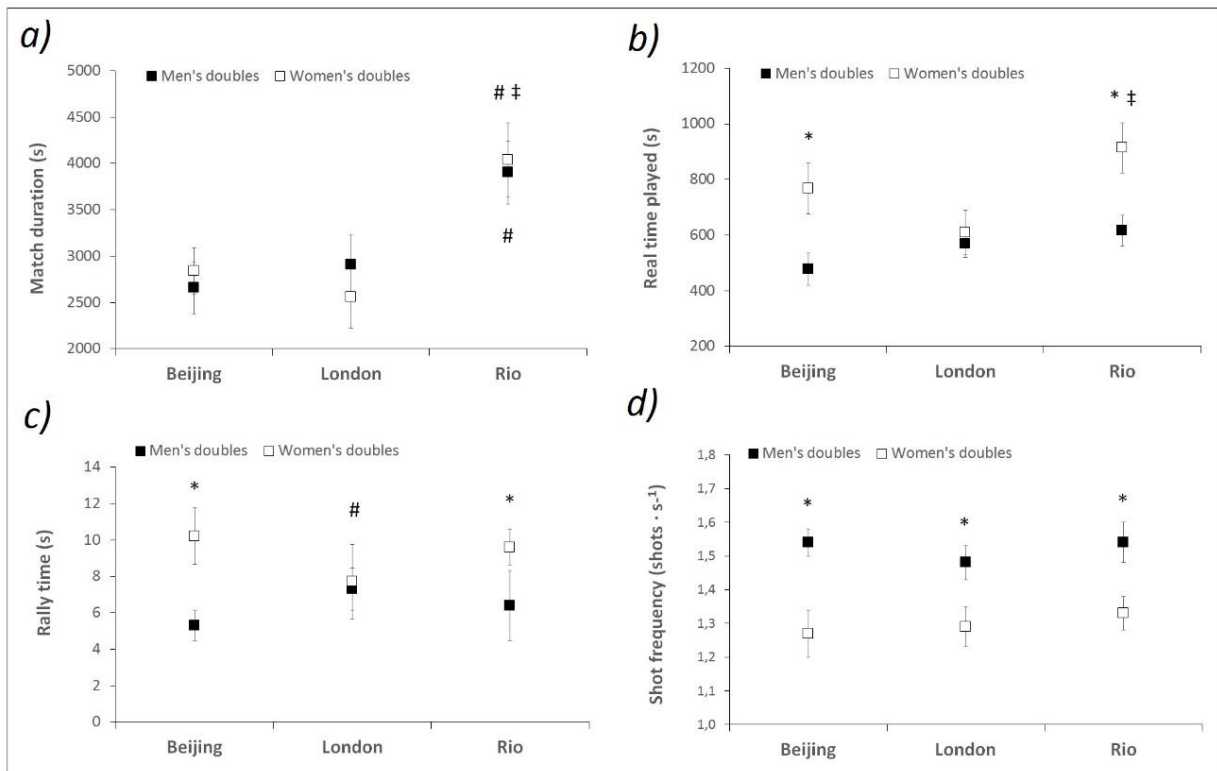 a)
Men's doubles Women's doubles
Match duration (s)
5000
4500
4000
3500
3000
2500
2000
# ‡
#
Beijing London Rio
b)
Men's doubles Women's doubles
Real time played (s)
1200
1000
800
600
400
200
*
* ‡
Beijing London Rio
c)
Men's doubles Women's doubles
Rally time (s)
14
12
10
8
6
4
2
0
*
#
*
Beijing London Rio
d)
Men's doubles Women's doubles
Shot frequency (shots · s-¹)
1,8
1,7
1,6
1,5
1,4
1,3
1,2
1,1
1,0
*
*
*
Beijing London Rio